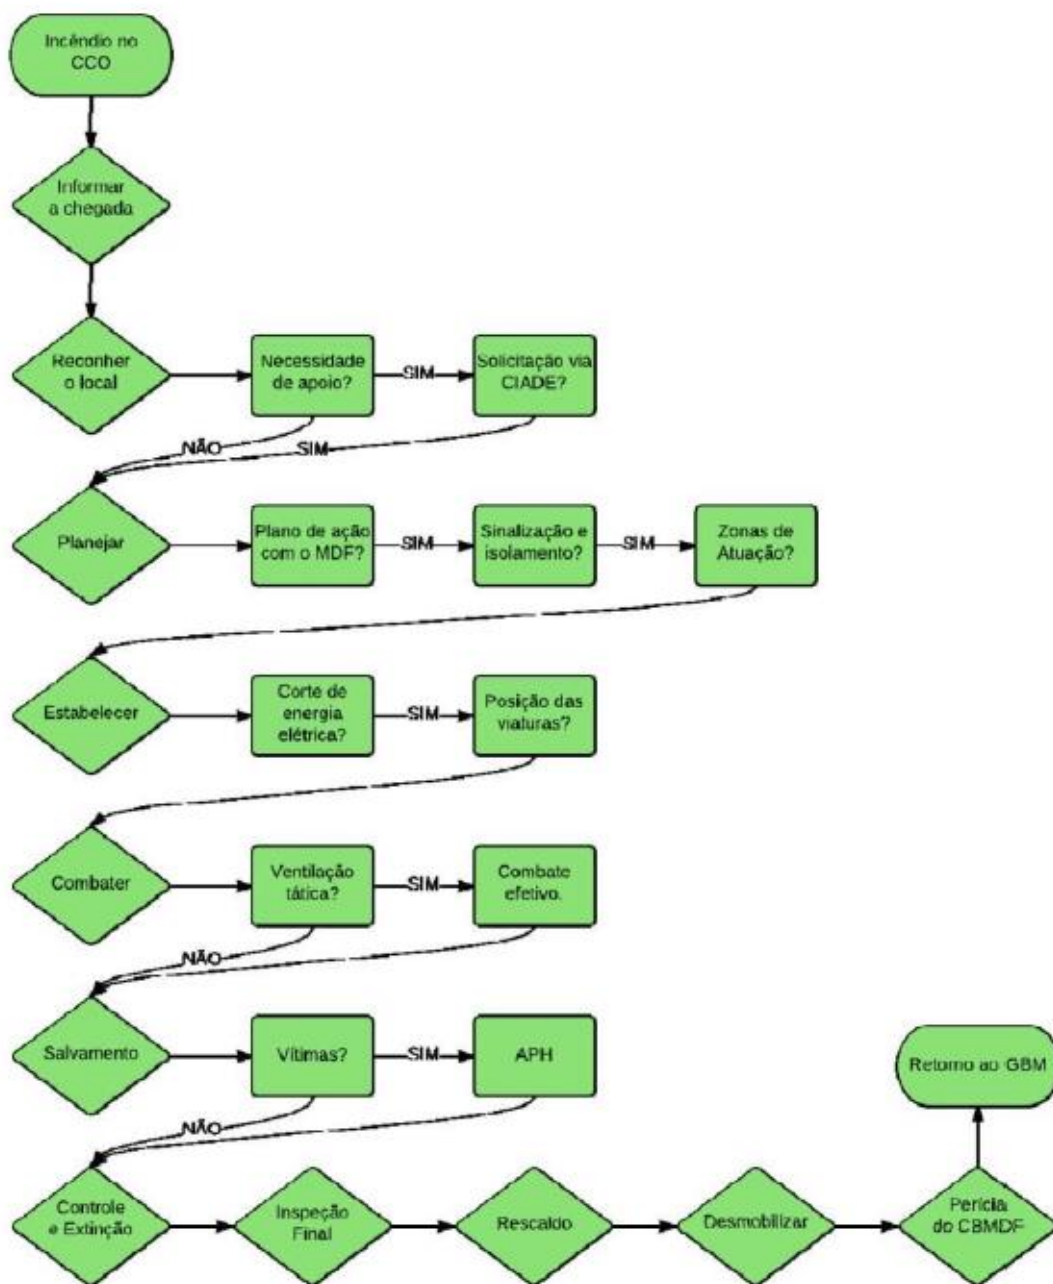 Incêndio no
CCO
Informar
a chegada
Reconher
o local
Necessidade
de apoio?
SIM
Solicitação via
CIADE?
NÃO
SIM
Planejar
Plano de ação
com o MDF?
SIM
Sinalização e
isolamento?
SIM
Zonas de
Atuação?
Estabelecer
Corte de
energia
elétrica?
SIM
Posição das
viaturas?
Combater
Ventilação
tática?
SIM
Combate
efetivo.
NÃO
Salvamento
Vítimas?
SIM
APH
Retorno ao GBM
NÃO
Controle
e Extinção
Inspeção
Final
Rescaldo
Desmobilizar
Perícia
do CBMDF